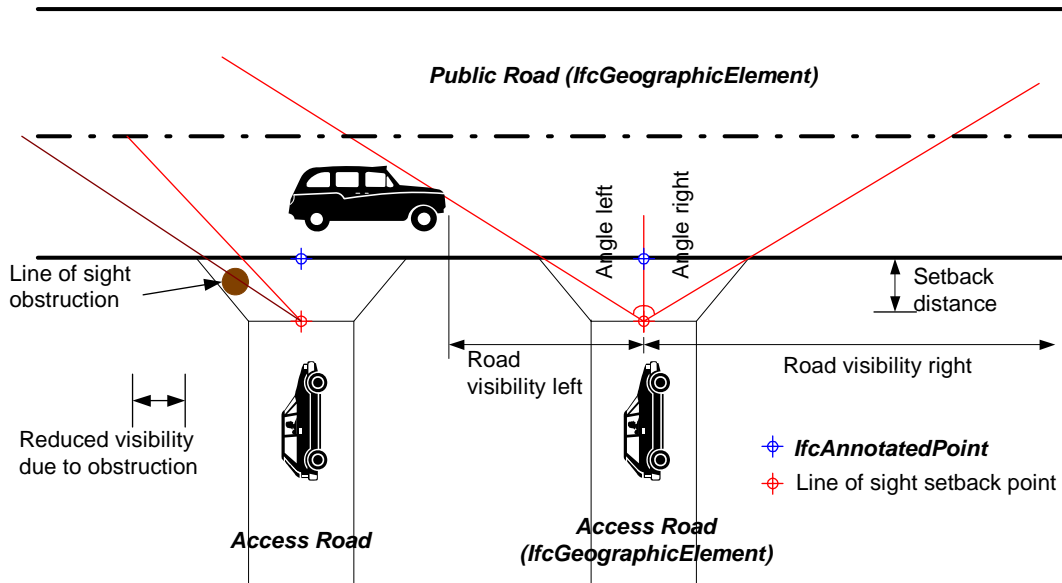 Public Road (IfcGeographicElement)
Angle left
Angle right
Line of sight
obstruction
Setback
distance
Road
visibility left
Road visibility right
Reduced visibility
due to obstruction
IfcAnnotatedPoint
Line of sight setback point
Access Road
Access Road
(IfcGeographicElement)